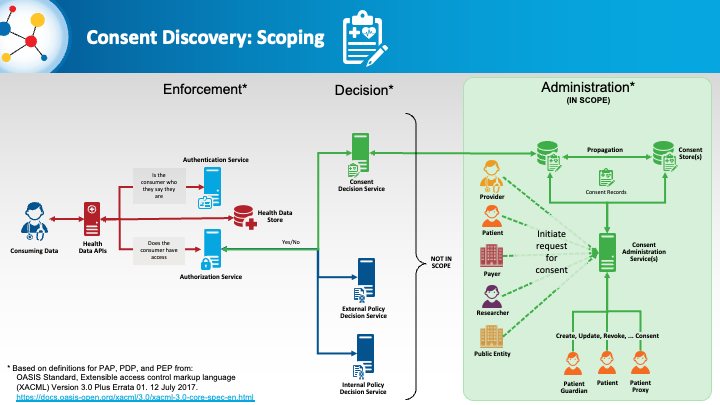 Consent Discovery: Scoping
Enforcement*
Decision*
Administration*
(IN SCOPE)
Authentication Service
Is the
consumer who
they say they
are
Consuming Data
Health
Data APIs
Health Data
Store
Does the
consumer have
access
Authorization Service
Yes/No
Consent
Decision Service
External Policy
Decision Service
Internal Policy
Decision Service
NOT IN
SCOPE
Propagation
Consent
Store(s)
Consent Records
Provider
Patient
Payer
Researcher
Public Entity
Initiate
request
for
consent
Consent
Administration
Service(s)
Create, Update, Revoke, ... Consent
Patient
Guardian
Patient
Patient
Proxy
* Based on definitions for PAP, PDP, and PEP from:
OASIS Standard, Extensible access control markup language
(XACML) Version 3.0 Plus Errata 01. 12 July 2017.
https://docs.oasis-open.org/xacml/3.0/xacml-3.0-core-spec-en.html